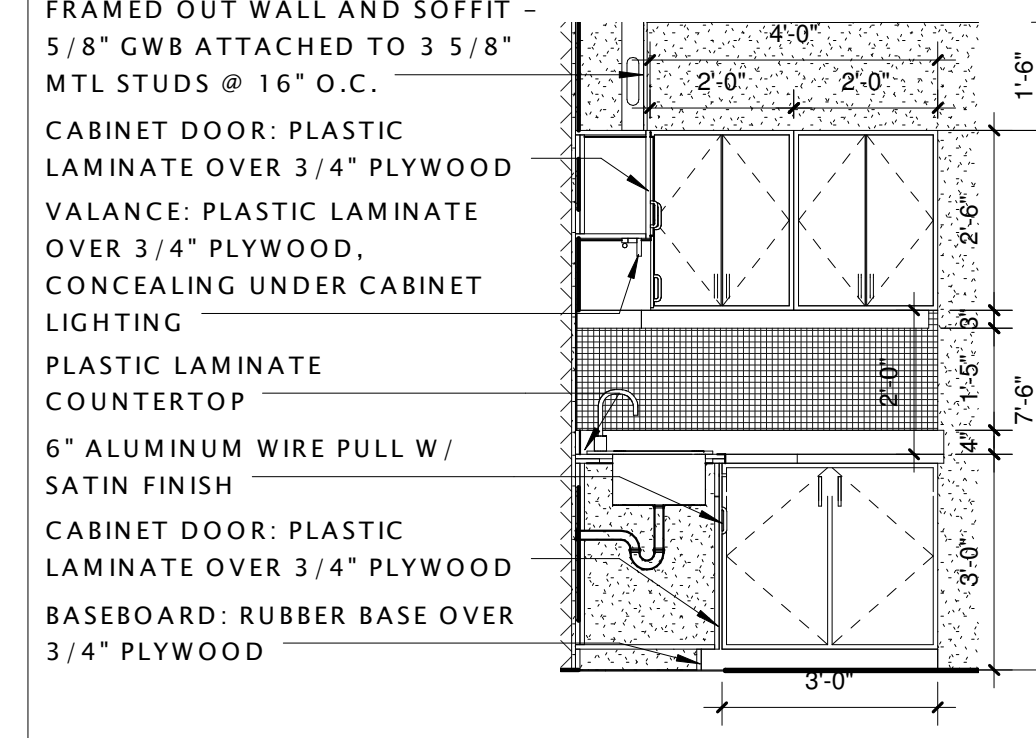 FRAMED OUT WALL AND SOFFIT –
5/8" GWB ATTACHED TO 3 5/8"
MTL STUDS @ 16" O.C.
CABINET DOOR: PLASTIC
LAMINATE OVER 3/4" PLYWOOD
VALANCE: PLASTIC LAMINATE
OVER 3/4" PLYWOOD,
CONCEALING UNDER CABINET
LIGHTING
PLASTIC LAMINATE
COUNTERTOP
6" ALUMINUM WIRE PULL W/
SATIN FINISH
CABINET DOOR: PLASTIC
LAMINATE OVER 3/4" PLYWOOD
BASEBOARD: RUBBER BASE OVER
3/4" PLYWOOD
4'-0"
2'-0"
2'-0"
1'-6"
2'-6"
3"
1'-5"
2'-0"
7'-6"
4"
3'-0"
3'-0"